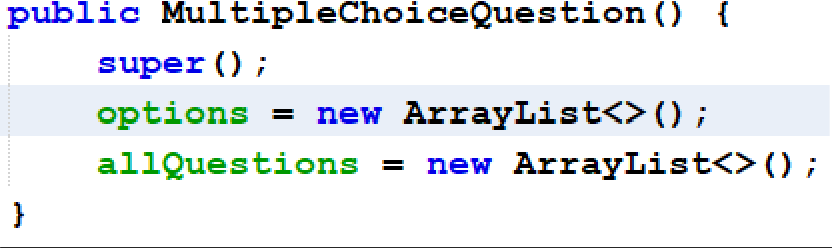 public MultipleChoiceQuestion() {
super();
options = new ArrayList<>();
allQuestions = new ArrayList<>();
}